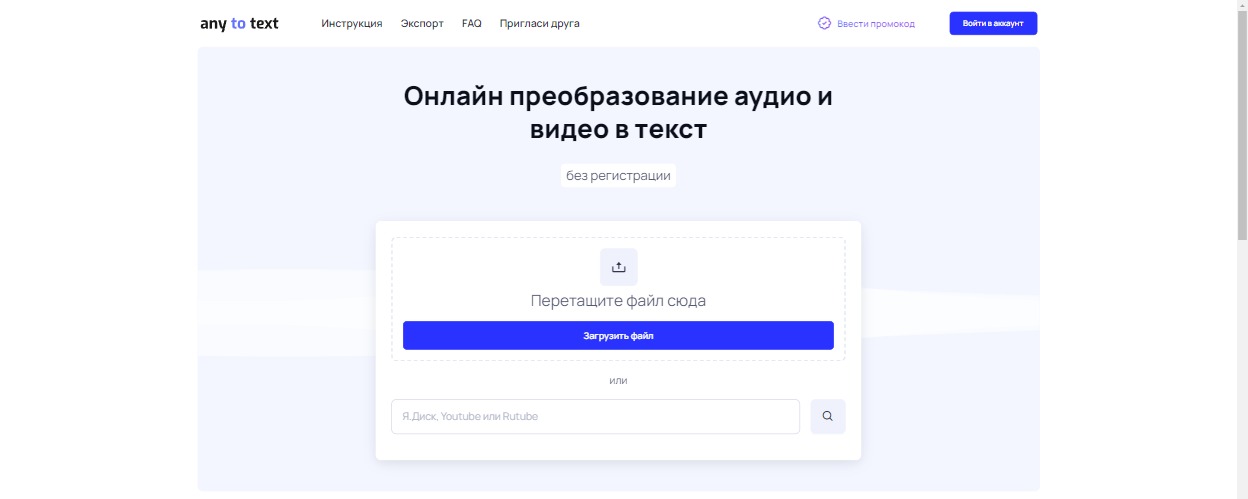 any to text
Инструкция
Экспорт
FAQ
Пригласи друга
Ввести промокод
Войти в аккаунт
Онлайн преобразование аудио и
видео в текст
без регистрации
Перетащите файл сюда
Загрузить файл
или
Я.Диск, Youtube или Rutube